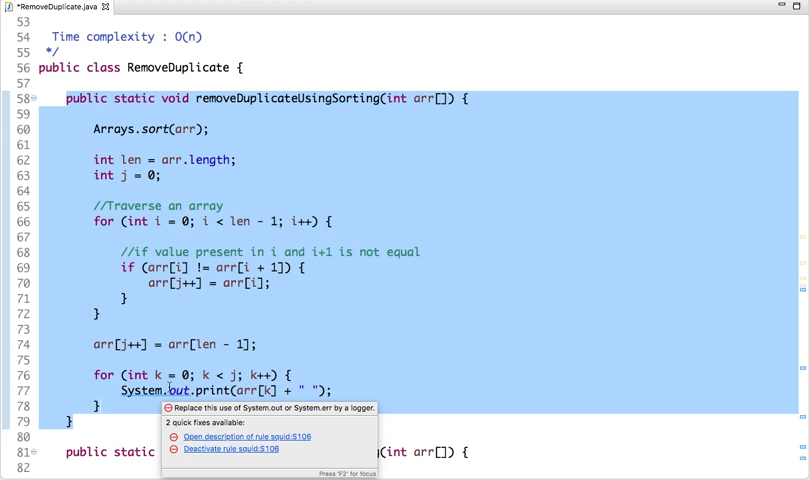 *RemoveDuplicate.java
53
54 Time complexity : O(n)
55 */
56 public class RemoveDuplicate {
57
58 public static void removeDuplicateUsingSorting(int arr[]) {
59
60 Arrays.sort(arr);
61
62 int len = arr.length;
63 int j = 0;
64
65 //Traverse an array
66 for (int i = 0; i < len - 1; i++) {
67
68 //if value present in i and i+1 is not equal
69 if (arr[i] != arr[i + 1]) {
70 arr[j++] = arr[i];
71 }
72 }
73
74 arr[j++] = arr[len - 1];
75
76 for (int k = 0; k < j; k++) {
77 System.out.print(arr[k] + " ");
78 }
Replace this use of System.out or System.err by a logger.
79 }
2 quick fixes available:
80
Open description of rule squid:S106
Deactivate rule squid:S106
81 public static (int arr[]) {
82
Press 'F2' for focus